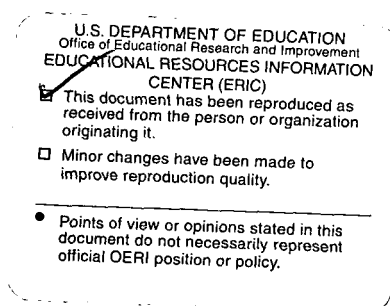 U.S. DEPARTMENT OF EDUCATION
Office of Educational Research and Improvement
EDUCATIONAL RESOURCES INFORMATION
CENTER (ERIC)
This document has been reproduced as
received from the person or organization
originating it.
□ Minor changes have been made to
improve reproduction quality.
● Points of view or opinions stated in this
document do not necessarily represent
official OERI position or policy.